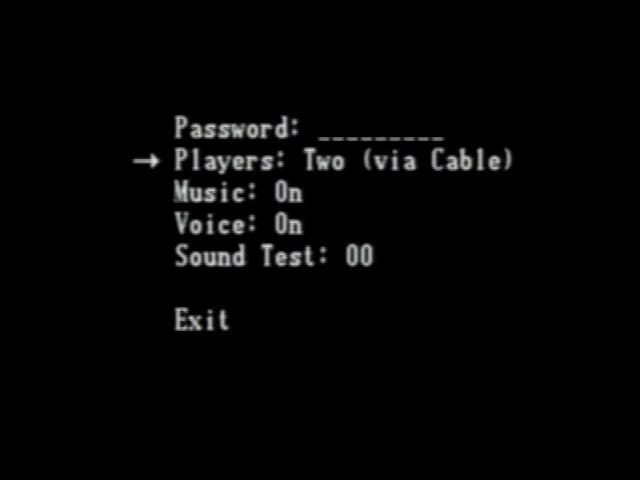 Password: _________
→ Players: Two (via Cable)
Music: On
Voice: On
Sound Test: 00
Exit